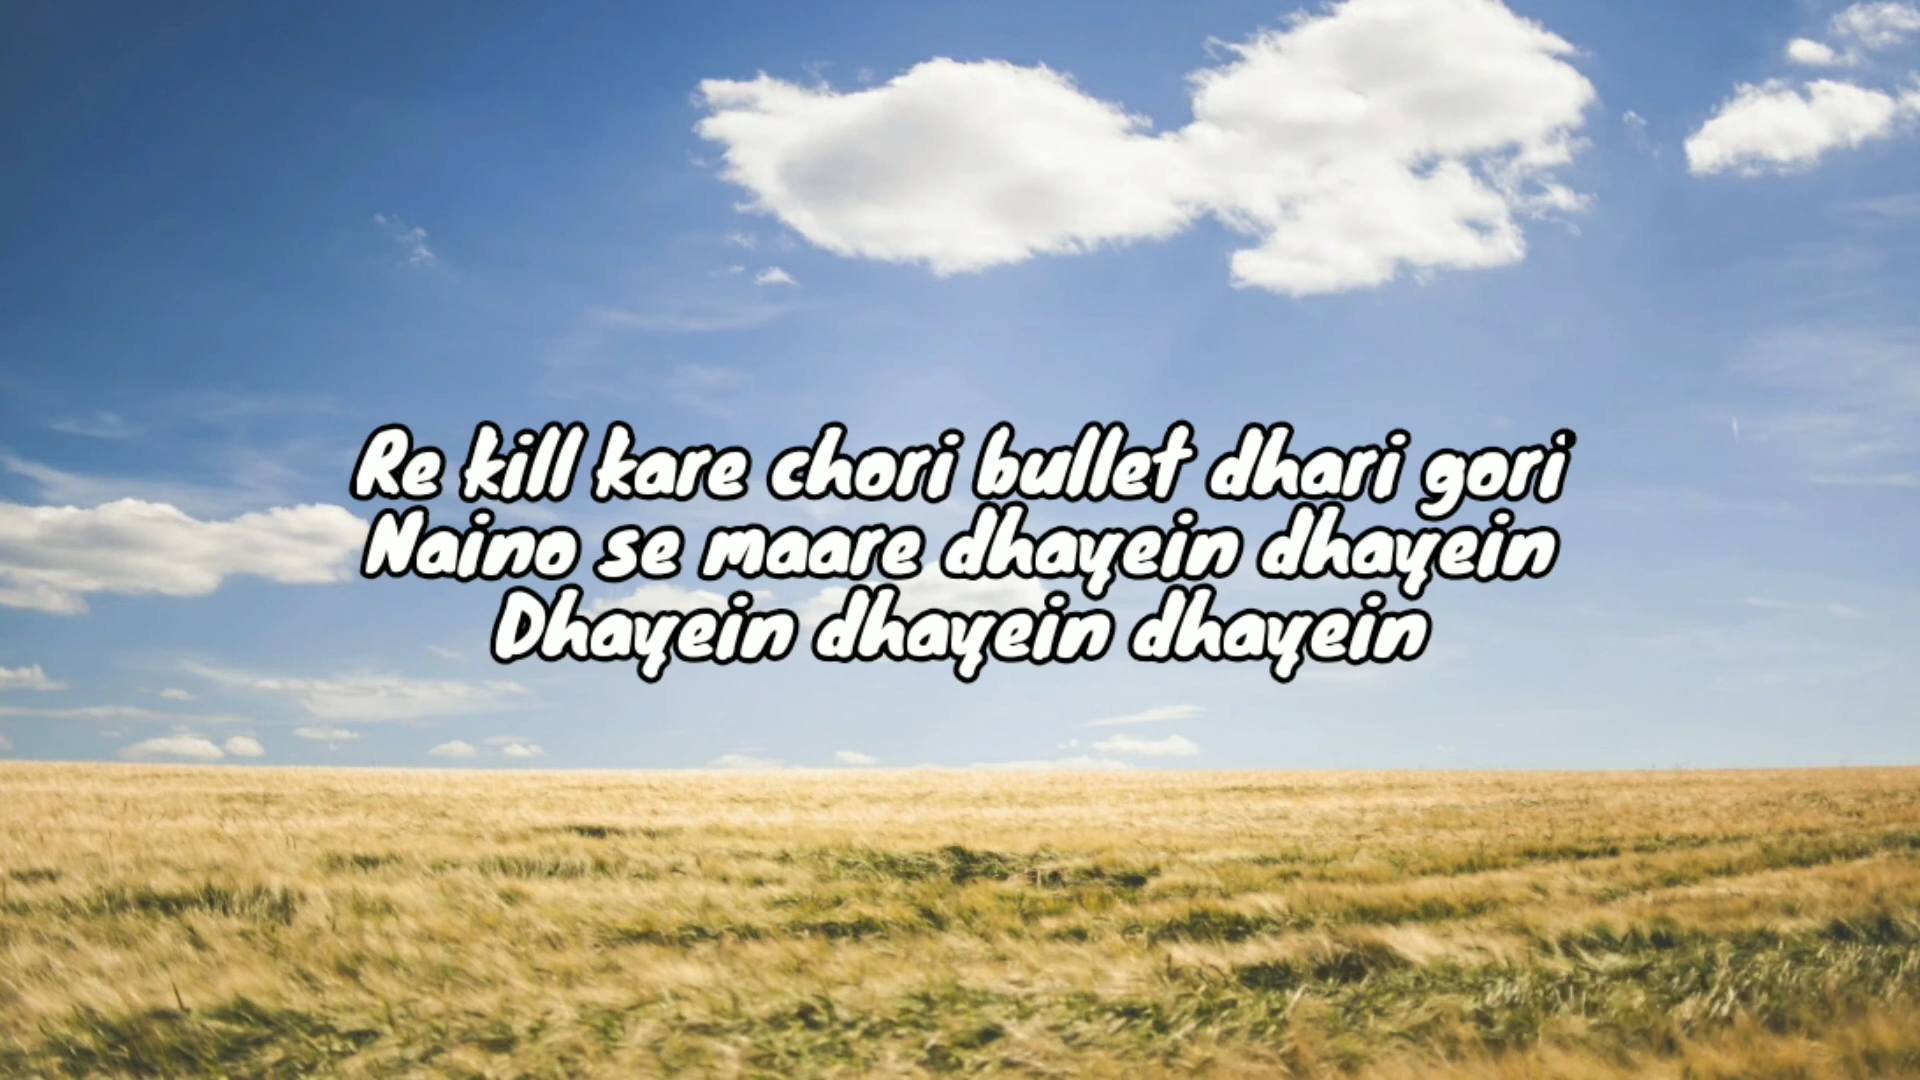 Re kill kare chori bullet dhari gori
Naino se maare dhayein dhayein
Dhayein dhayein dhayein